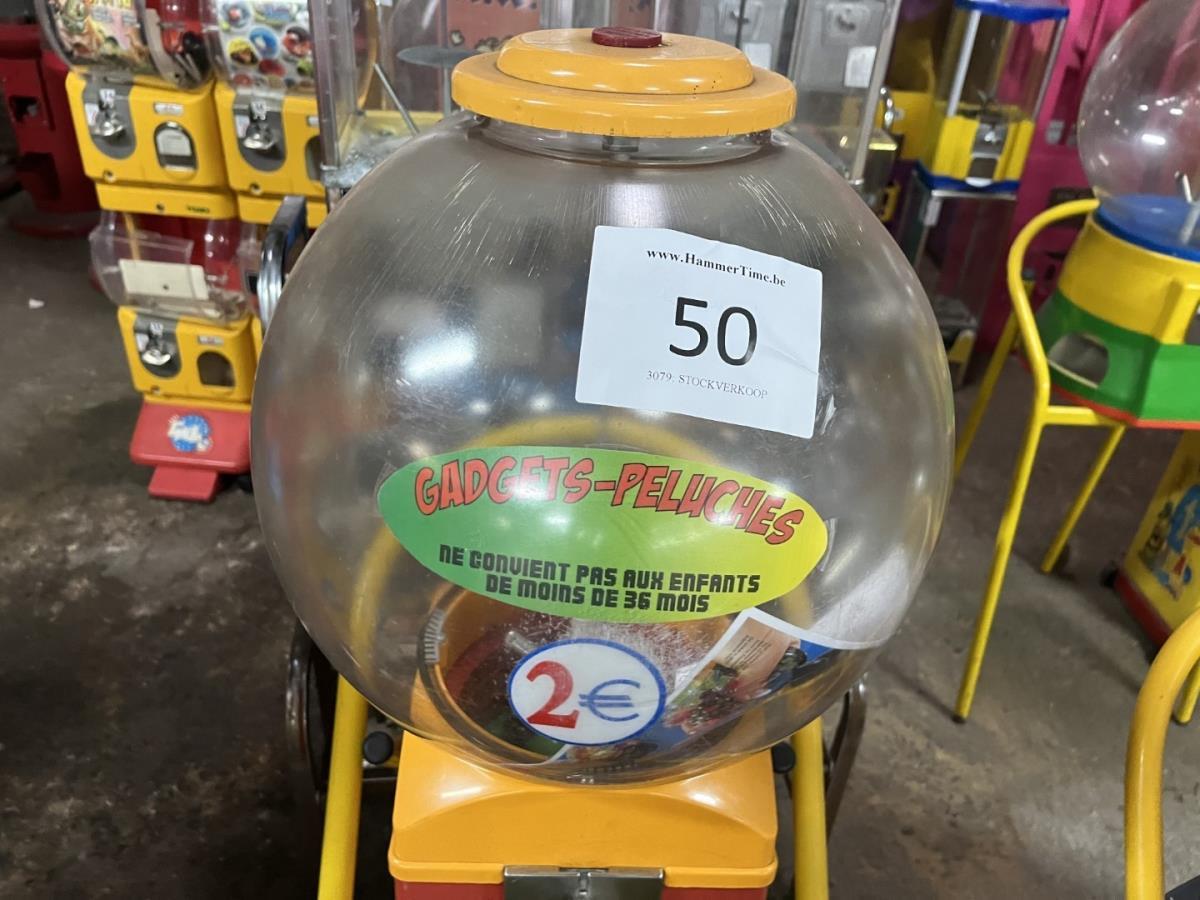 www.HammerTime.be
50
3079: STOCKVERKOOP
GADGETS-PELUCHES
NE CONVIENT PAS AUX ENFANTS
DE MOINS DE 36 MOIS
2€